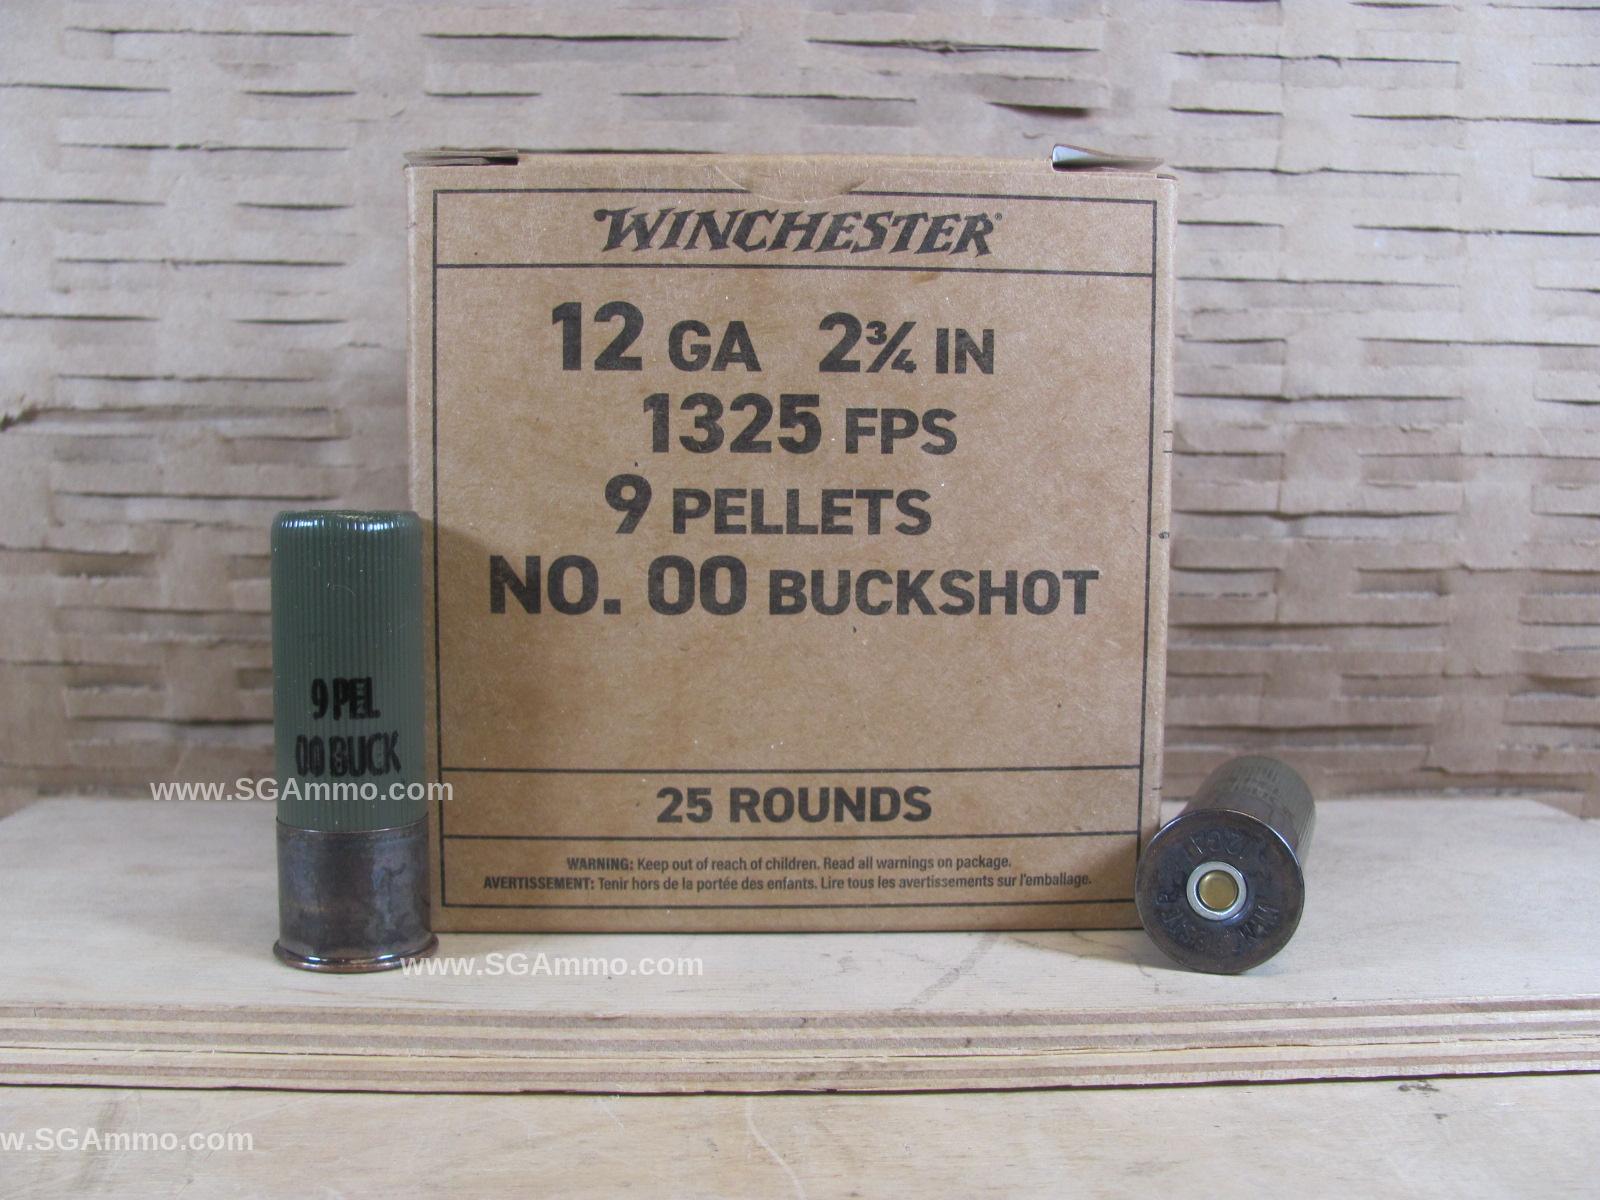 WINCHESTER®
12 GA 2¾ IN
1325 FPS
9 PELLETS
NO. 00 BUCKSHOT
25 ROUNDS
WARNING: Keep out of reach of children. Read all warnings on package.
AVERTISSEMENT: Tenir hors de la portée des enfants. Lire tous les avertissements sur l'emballage.
9 PEL
00 BUCK
www.SGAmmo.com
WINCHESTER
12GA
www.SGAmmo.com
w.SGAmmo.com